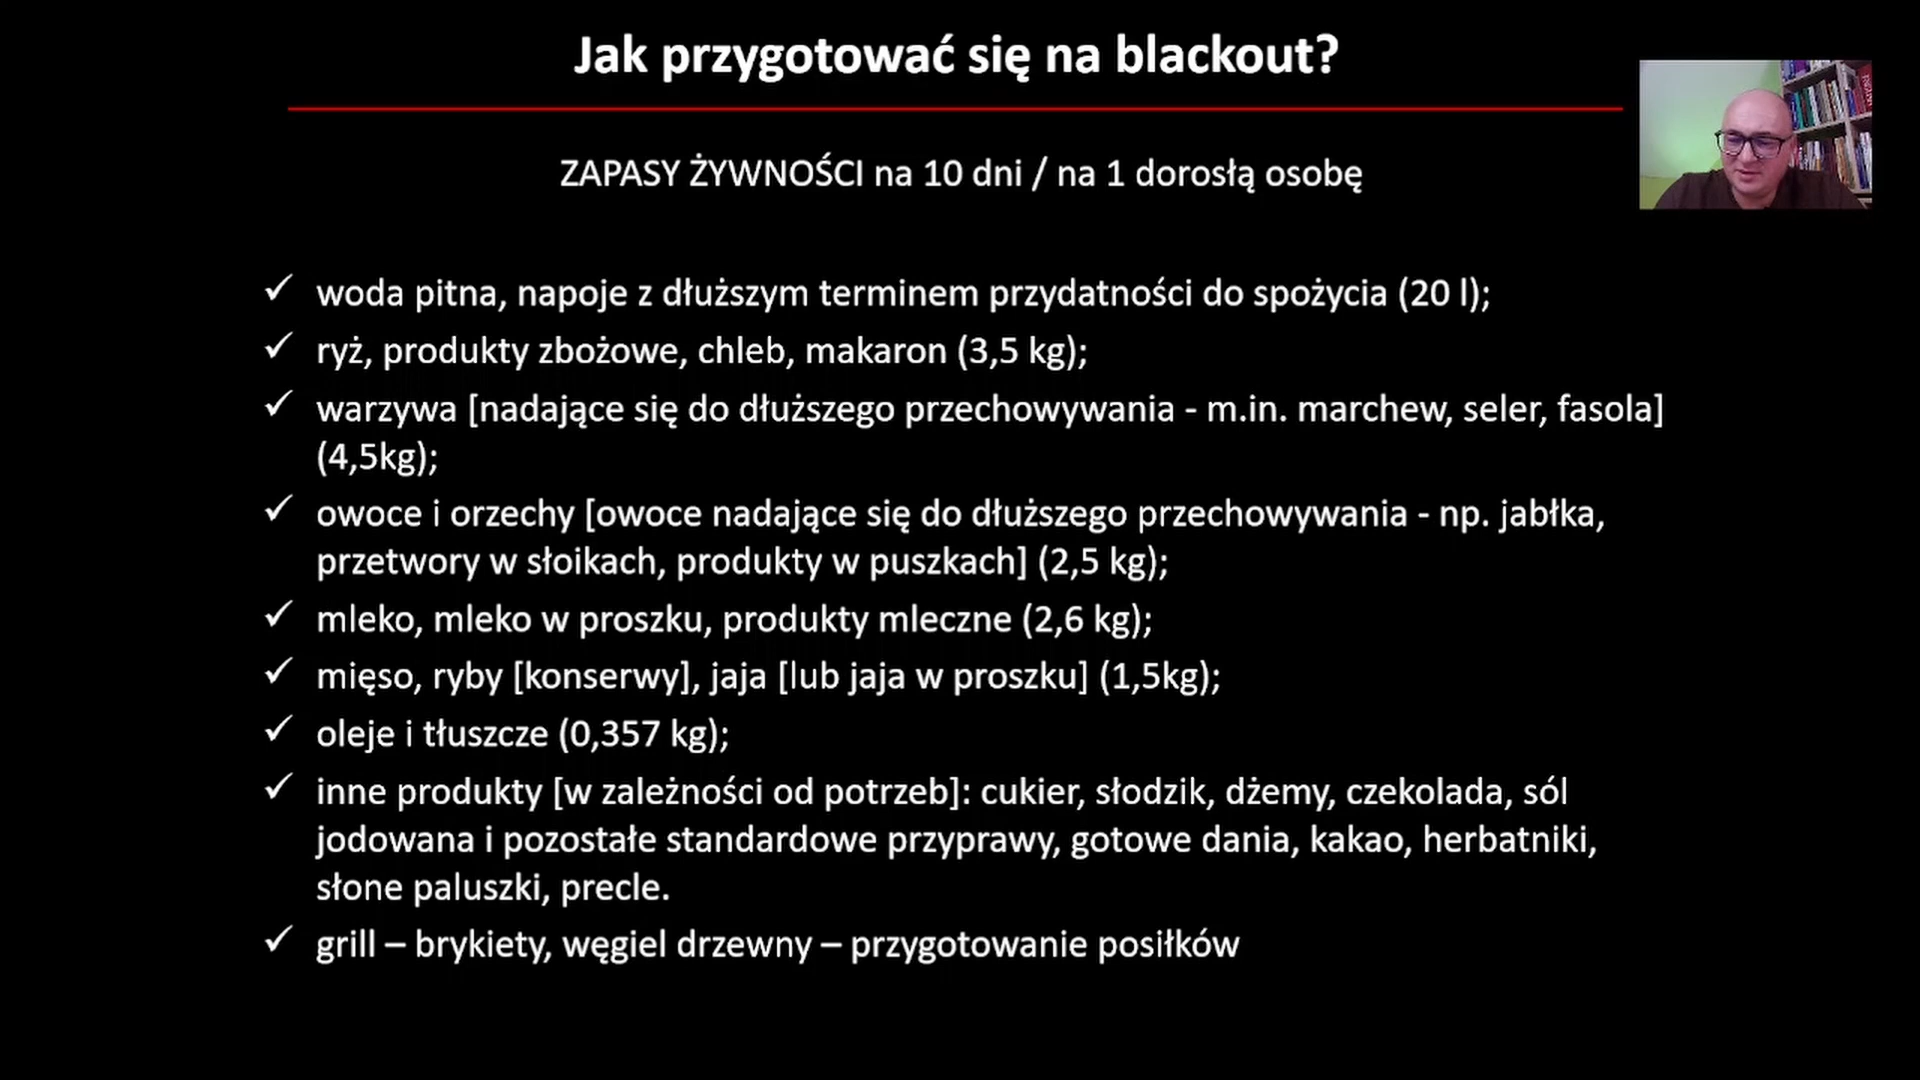 Jak przygotować się na blackout?
ZAPASY ŻYWNOŚCI na 10 dni / na 1 dorosłą osobę
✓ woda pitna, napoje z dłuższym terminem przydatności do spożycia (20 l);
✓ ryż, produkty zbożowe, chleb, makaron (3,5 kg);
✓ warzywa [nadające się do dłuższego przechowywania - m.in. marchew, seler, fasola]
(4,5kg);
✓ owoce i orzechy [owoce nadające się do dłuższego przechowywania - np. jabłka,
przetwory w słoikach, produkty w puszkach] (2,5 kg);
✓ mleko, mleko w proszku, produkty mleczne (2,6 kg);
✓ mięso, ryby [konserwy], jaja [lub jaja w proszku] (1,5kg);
✓ oleje i tłuszcze (0,357 kg);
✓ inne produkty [w zależności od potrzeb]: cukier, słodzik, dżemy, czekolada, sól
jodowana i pozostałe standardowe przyprawy, gotowe dania, kakao, herbatniki,
słone paluszki, precle.
✓ grill – brykiety, węgiel drzewny – przygotowanie posiłków